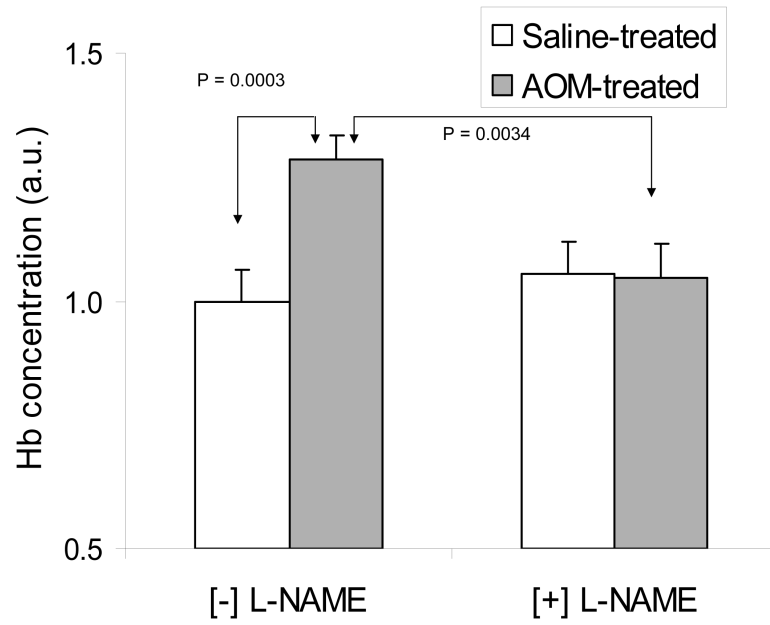 Saline-treated
AOM-treated
1.5
P = 0.0003
P = 0.0034
Hb concentration (a.u.)
1.0
0.5
[-] L-NAME
[+] L-NAME